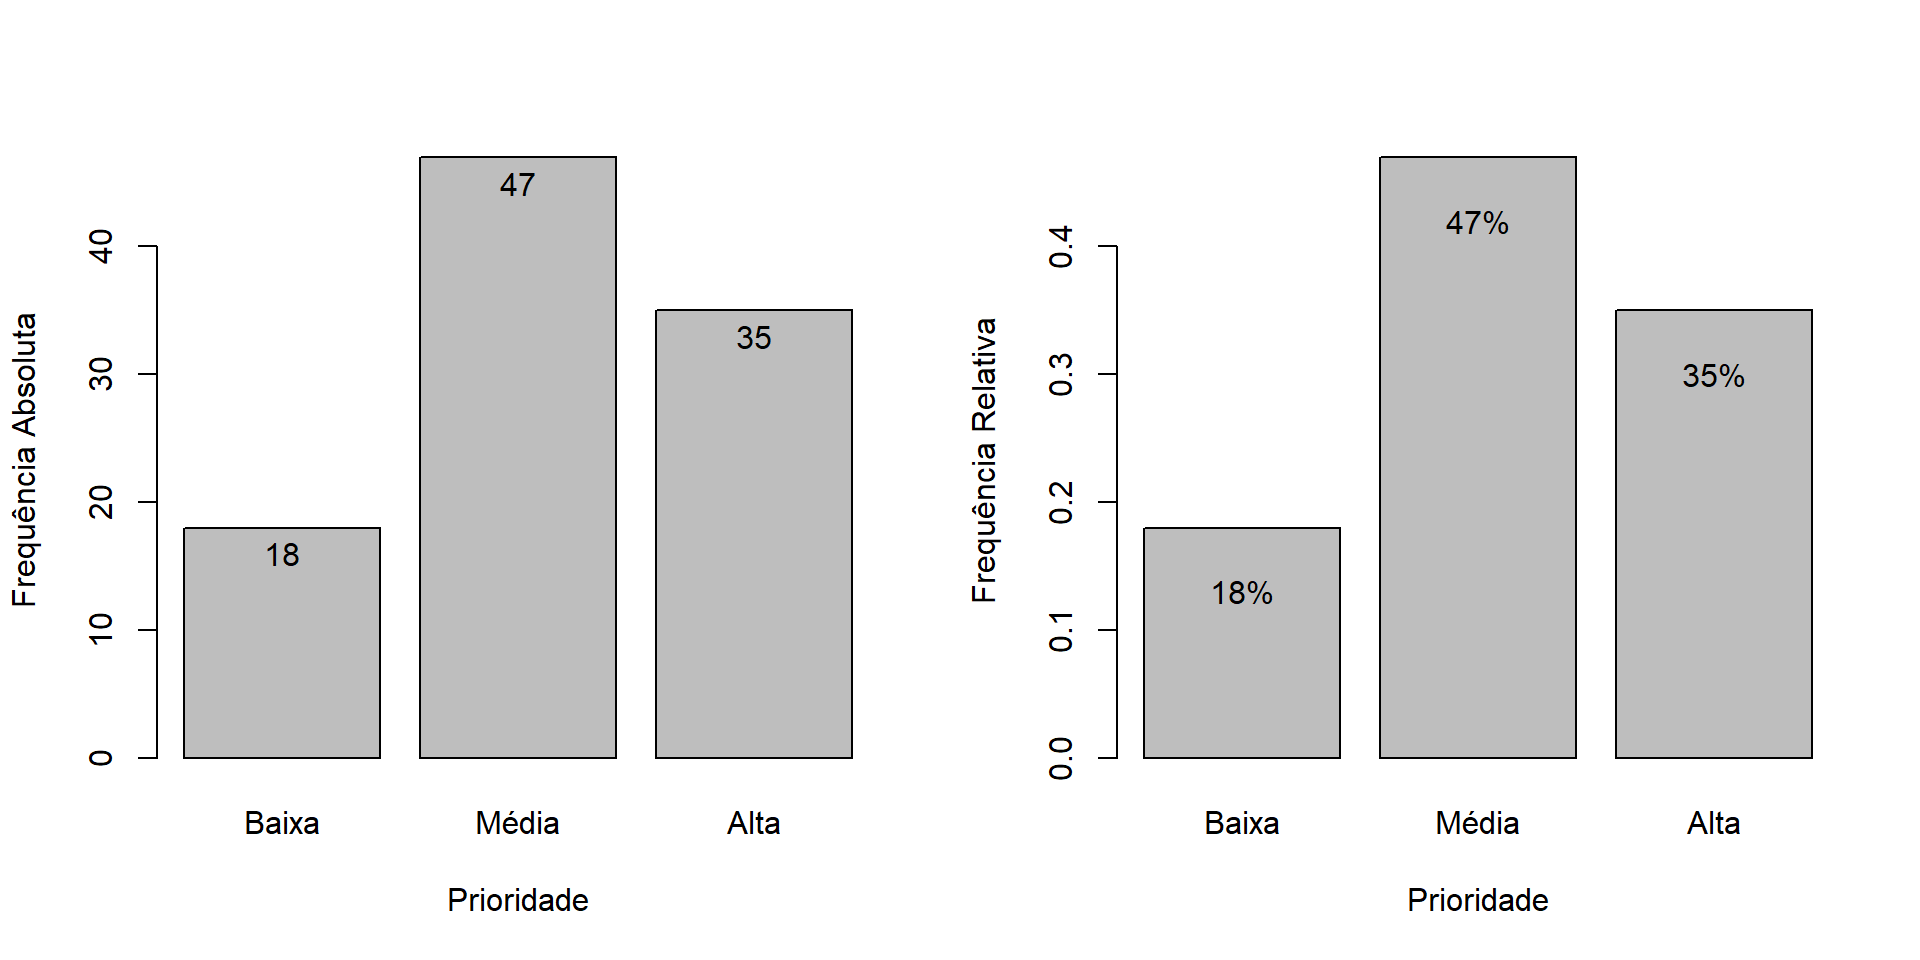 Frequência Absoluta
40
30
20
10
0
47
35
18
Baixa Média Alta
Prioridade
Frequência Relativa
0.4
0.3
0.2
0.1
0.0
47%
35%
18%
Baixa Média Alta
Prioridade